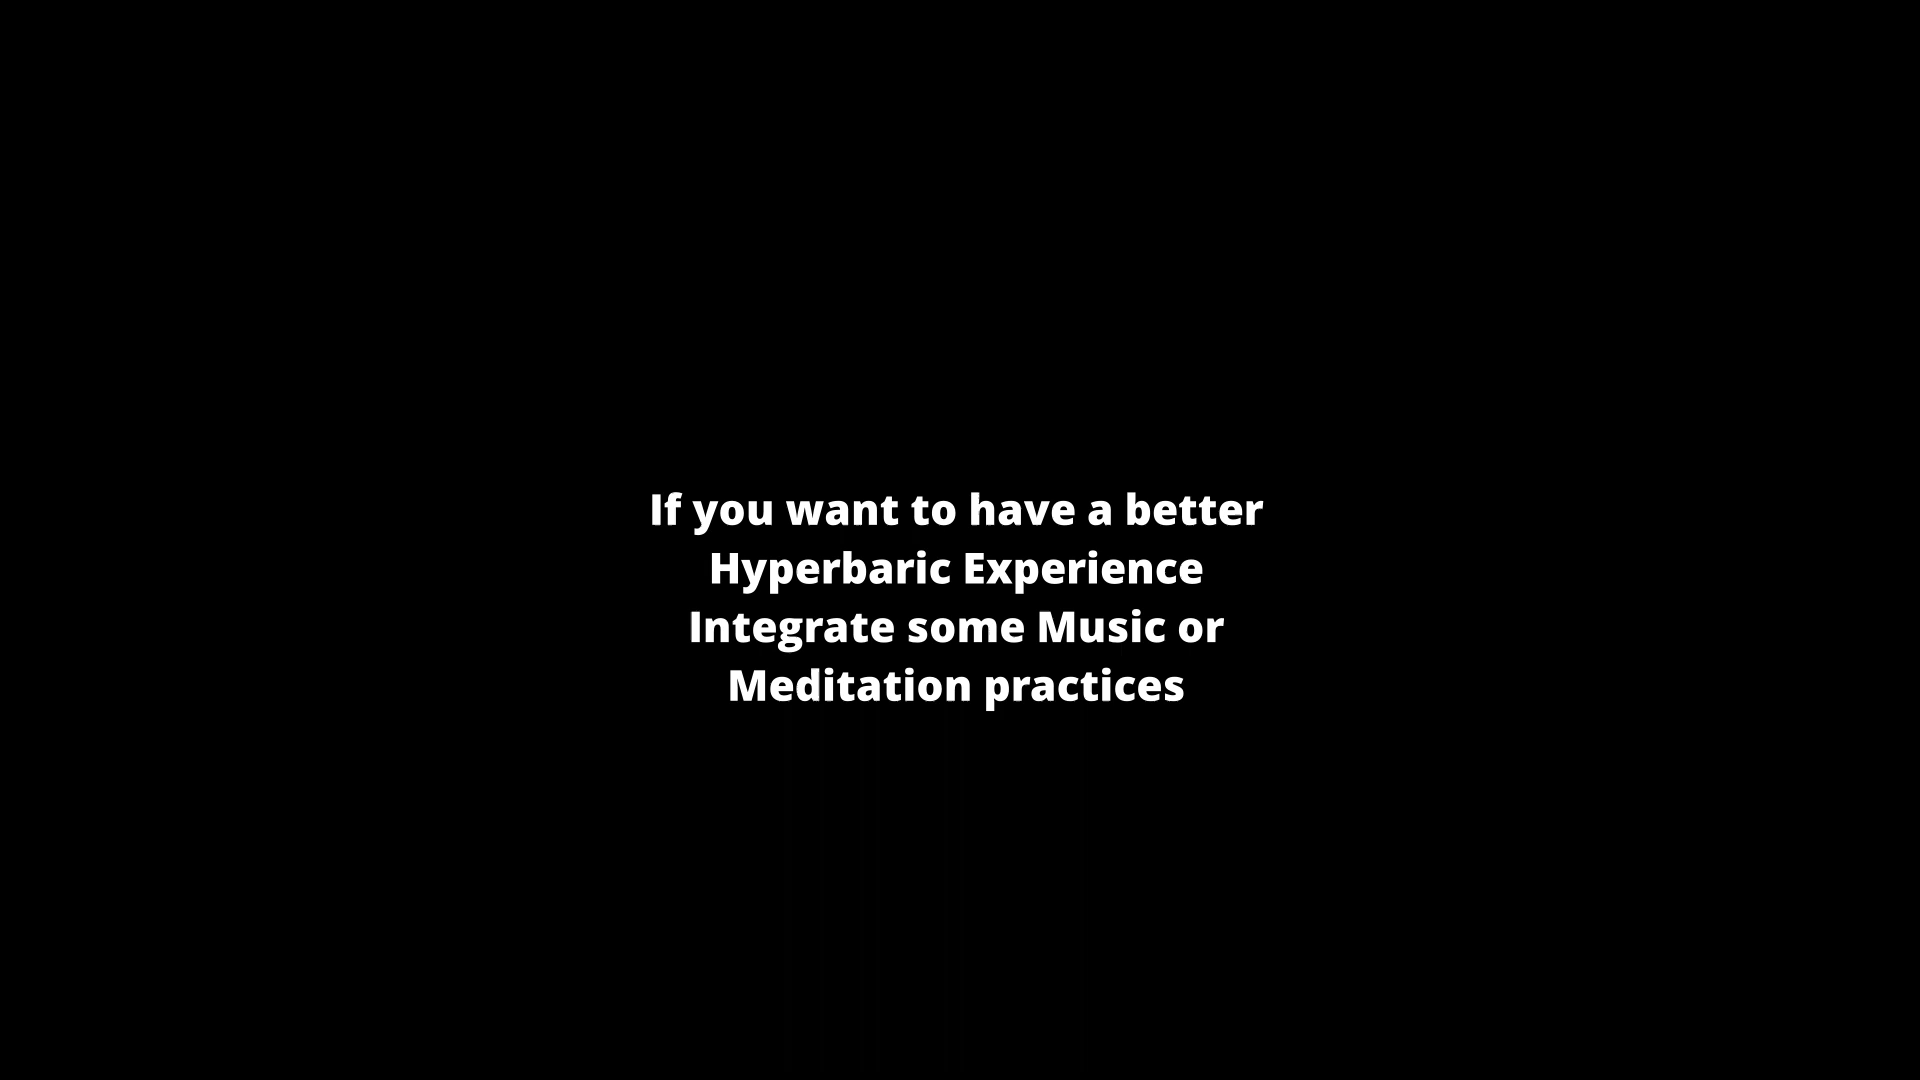 If you want to have a better
Hyperbaric Experience
Integrate some Music or
Meditation practices